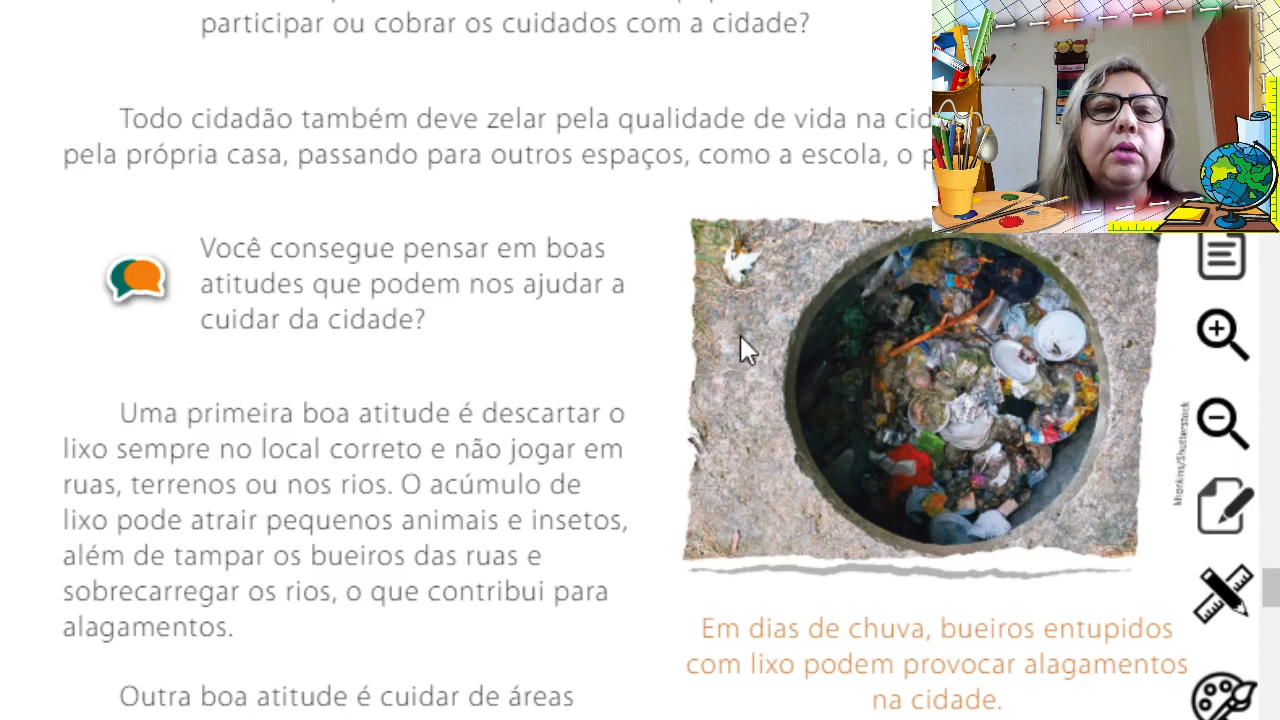 participar ou cobrar os cuidados com a cidade?
Todo cidadão também deve zelar pela qualidade de vida na
pela própria casa, passando para outros espaços, como a escola, o
Você consegue pensar em boas
atitudes que podem nos ajudar a
cuidar da cidade?
Uma primeira boa atitude é descartar o
lixo sempre no local correto e não jogar em
ruas, terrenos ou nos rios. O acúmulo de
lixo pode atrair pequenos animais e insetos,
além de tampar os bueiros das ruas e
sobrecarregar os rios, o que contribui para
alagamentos.
Outra boa atitude é cuidar de áreas
Em dias de chuva, bueiros entupidos
com lixo podem provocar alagamentos
na cidade.